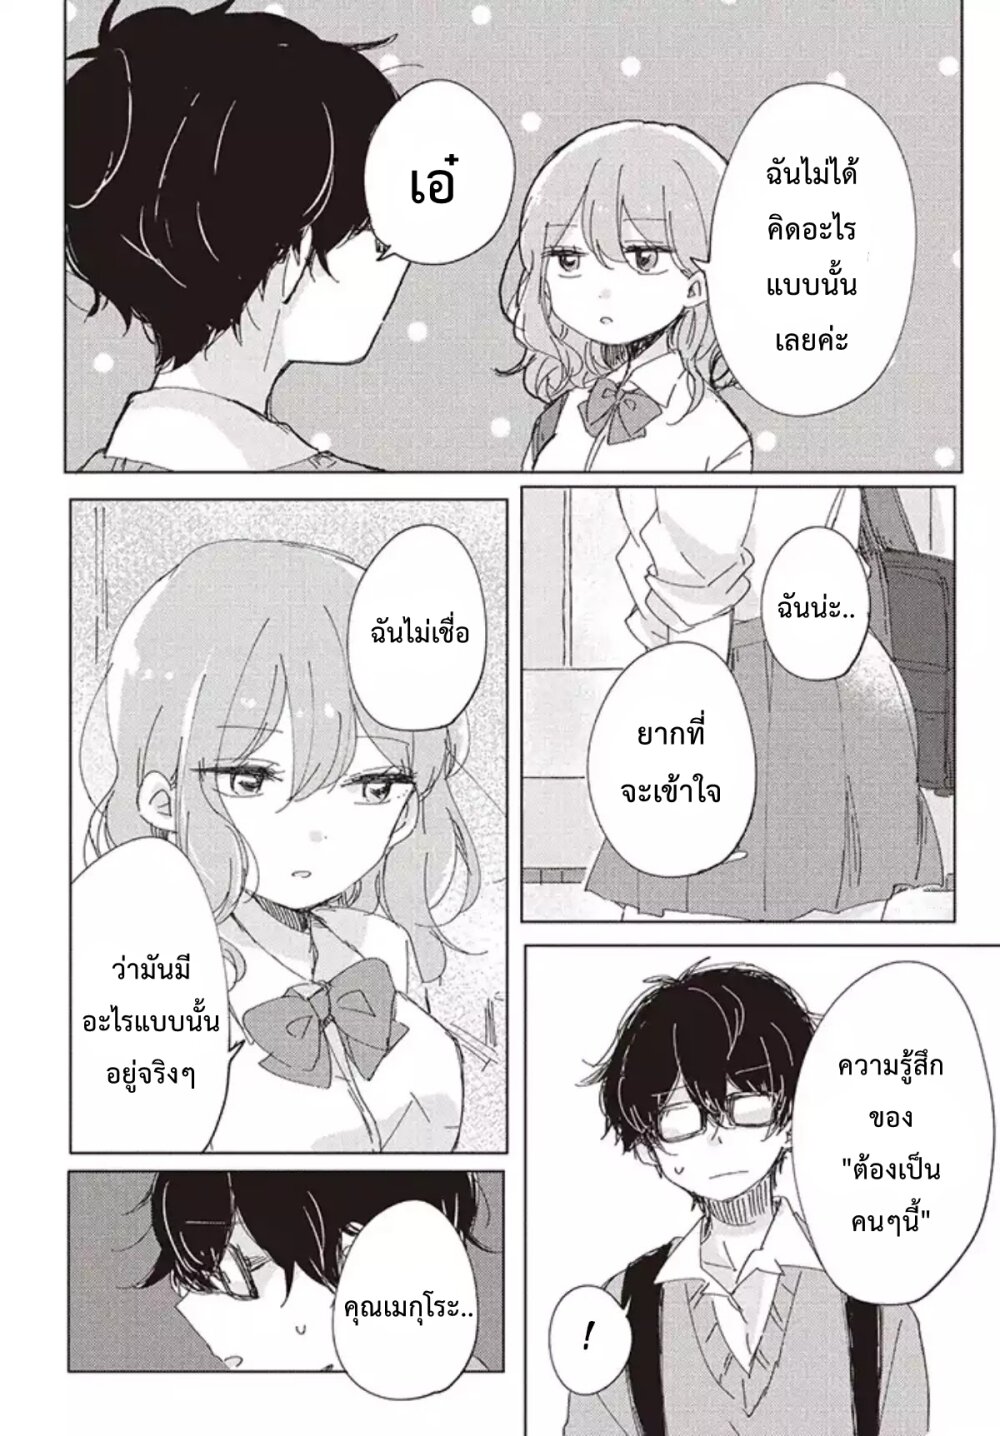 ฉันไม่ได้
คิดอะไร
แบบนั้น
เลยค่ะ
เอ๋
ฉันน่ะ..
ยากที่
จะเข้าใจ
ความรู้สึก
ของ
"ต้องเป็น
คนๆนี้"
!
ฉันไม่เชื่อ
ว่ามันมี
อะไรแบบนั้น
อยู่จริงๆ
คุณเมกุโระ..